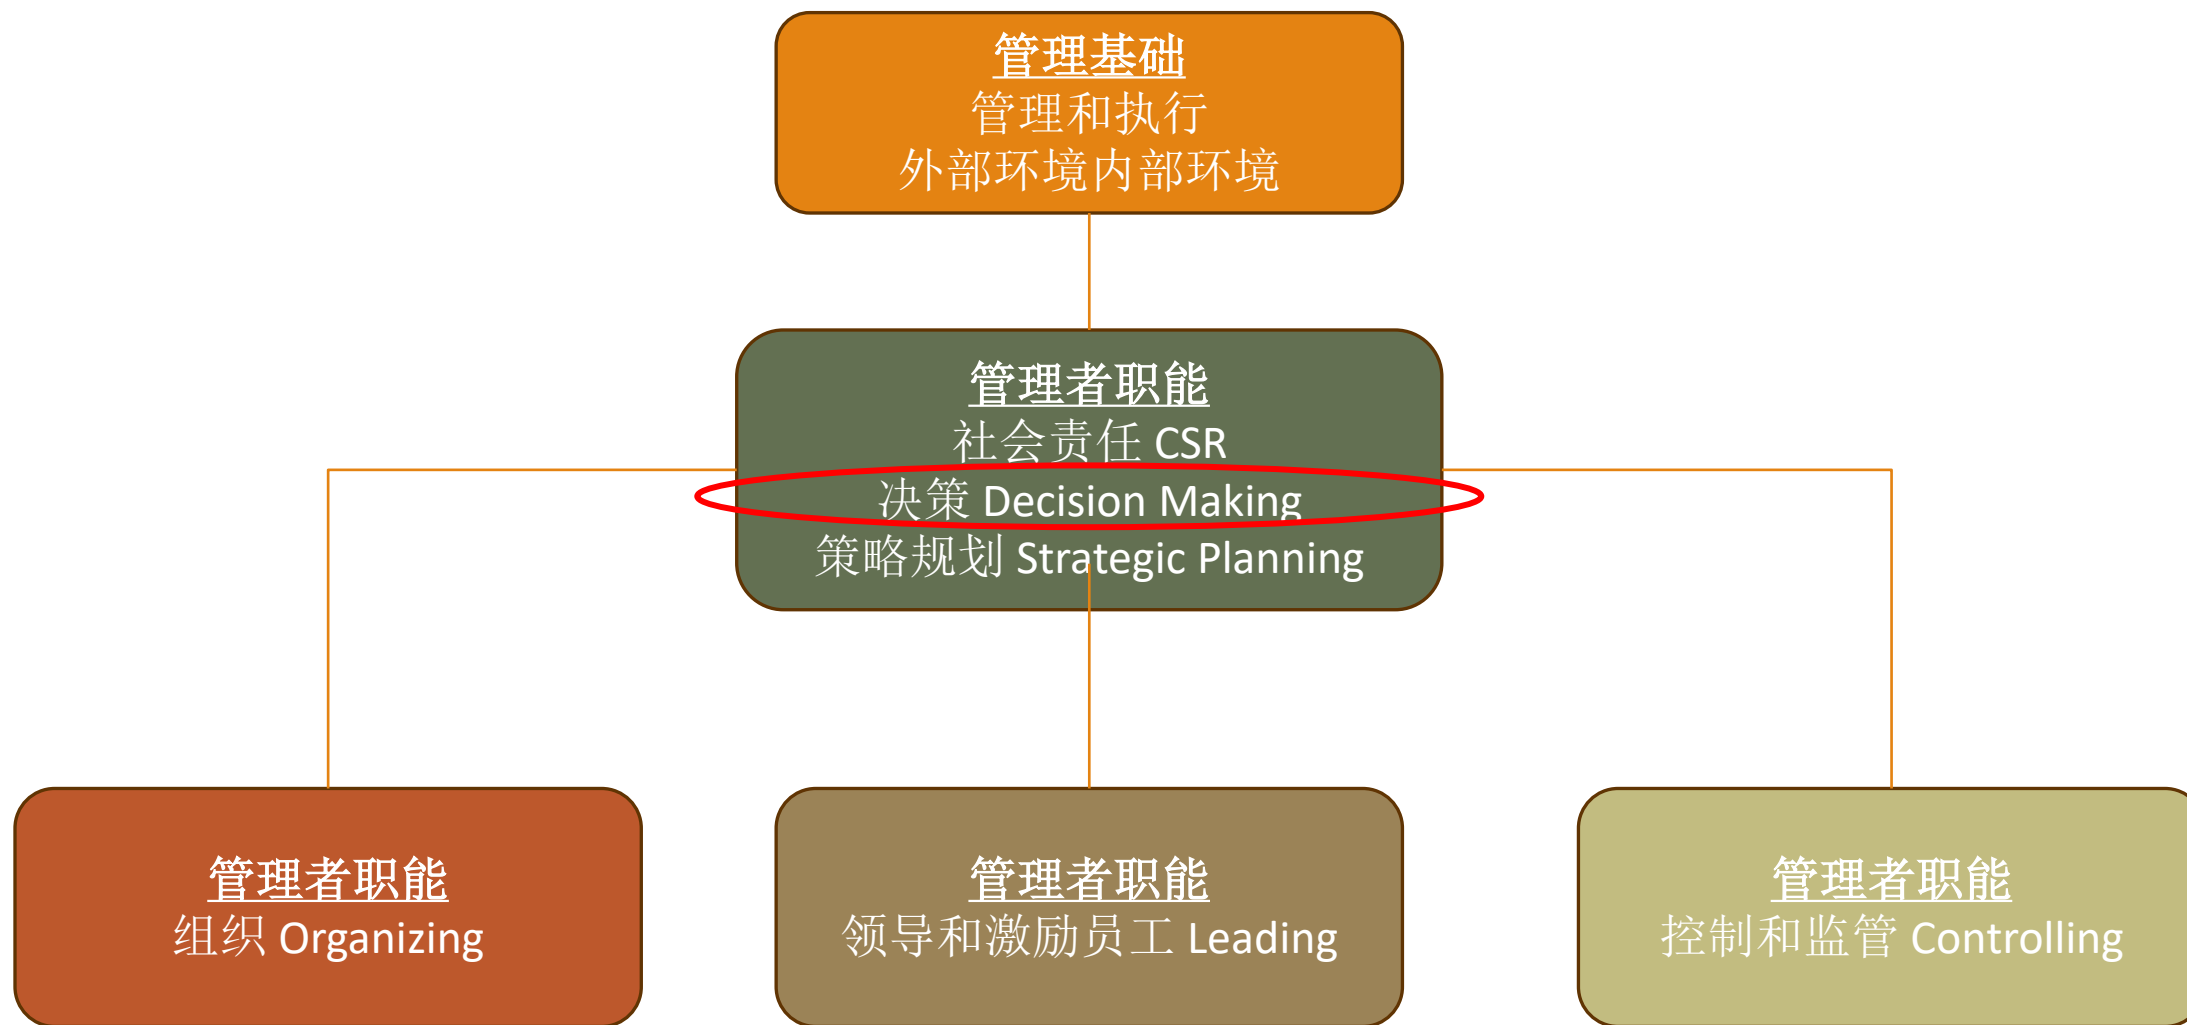 管理基础
管理和执行
外部环境内部环境
管理者职能
社会责任 CSR
决策 Decision Making
策略规划 Strategic Planning
管理者职能
组织 Organizing
管理者职能
领导和激励员工 Leading
管理者职能
控制和监管 Controlling